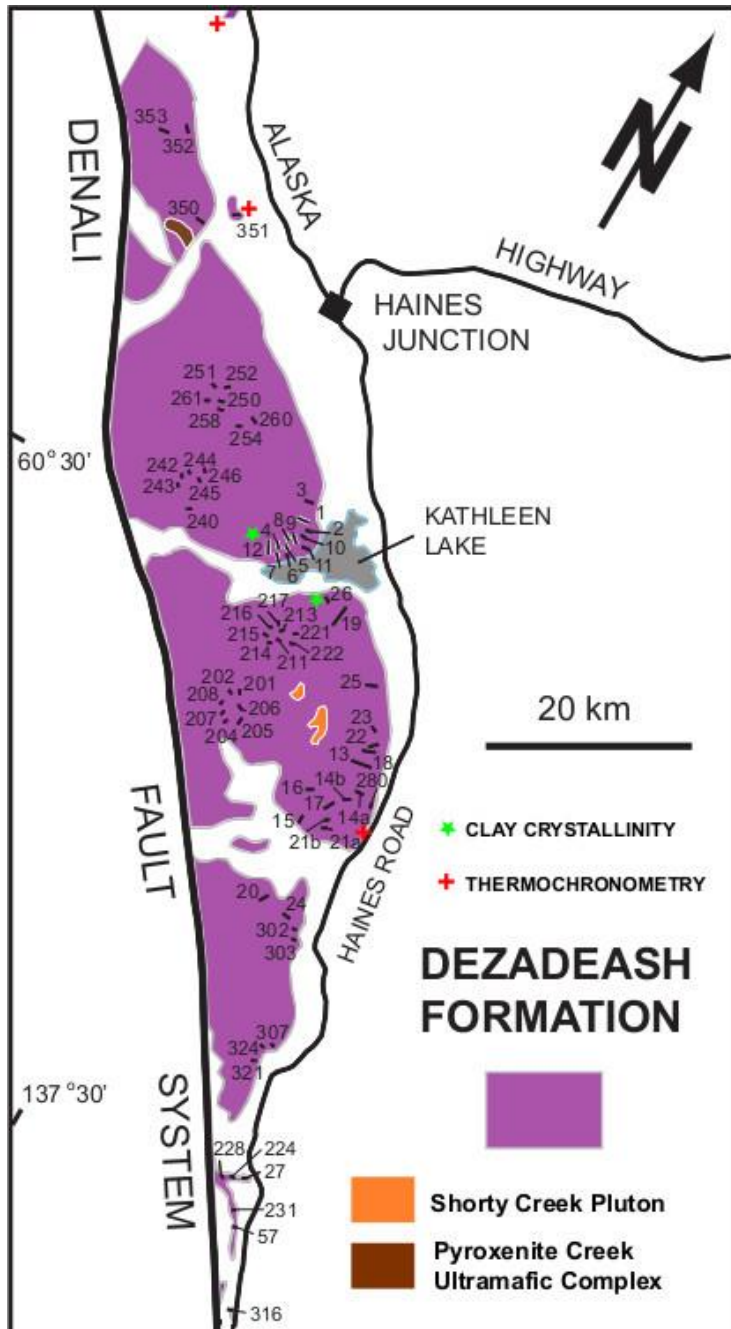 353
352
DENALI
ALASKA
N
350
351
HIGHWAY
HAINES
JUNCTION
251 252
261 250
258 260
254
60°30'
242 244
243 246
245
240
3
1
8
4 9 2
12 10
7 6 5 11
KATHLEEN
LAKE
217 26
216 213
215 221 19
214 222
211
202 201
208 206
207 205
204
25
23
22
13 18
20 km
14b 280
16
17 14a
15
21b 21a
CLAY CRYSTALLINITY
THERMOCHRONOMETRY
FAULT
HAINES ROAD
20 24
302
303
DEZADEASH
FORMATION
307
324
321
137°30'
SYSTEM
228 224
27
231
57
316
Shorty Creek Pluton
Pyroxenite Creek
Ultramafic Complex